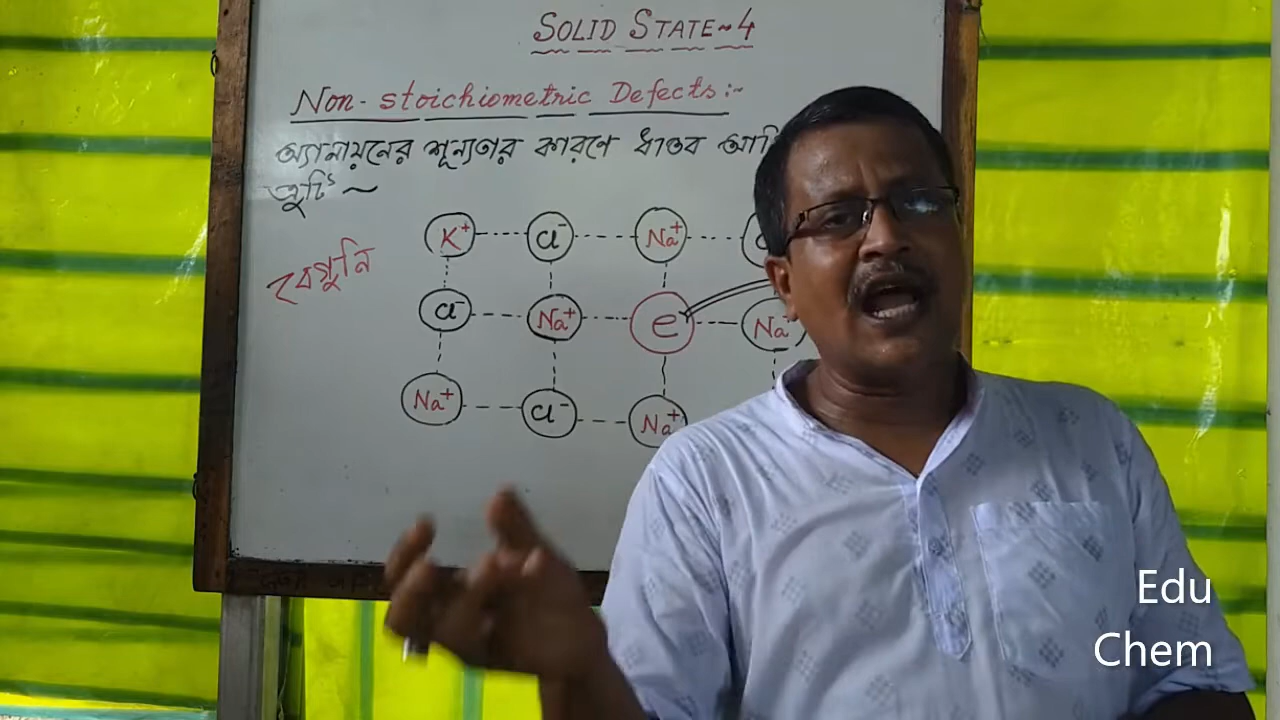 SOLID STATE~4
Non-stoichiometric Defects:~
অ্যানায়নের শূন্যতার কারণে ধাতব
ত্রুটি ~
K⁺ Cl⁻ Na⁺
বেগুনি
Cl⁻ Na⁺ e Na
Na⁺ Cl⁻ Na⁺
Edu
Chem